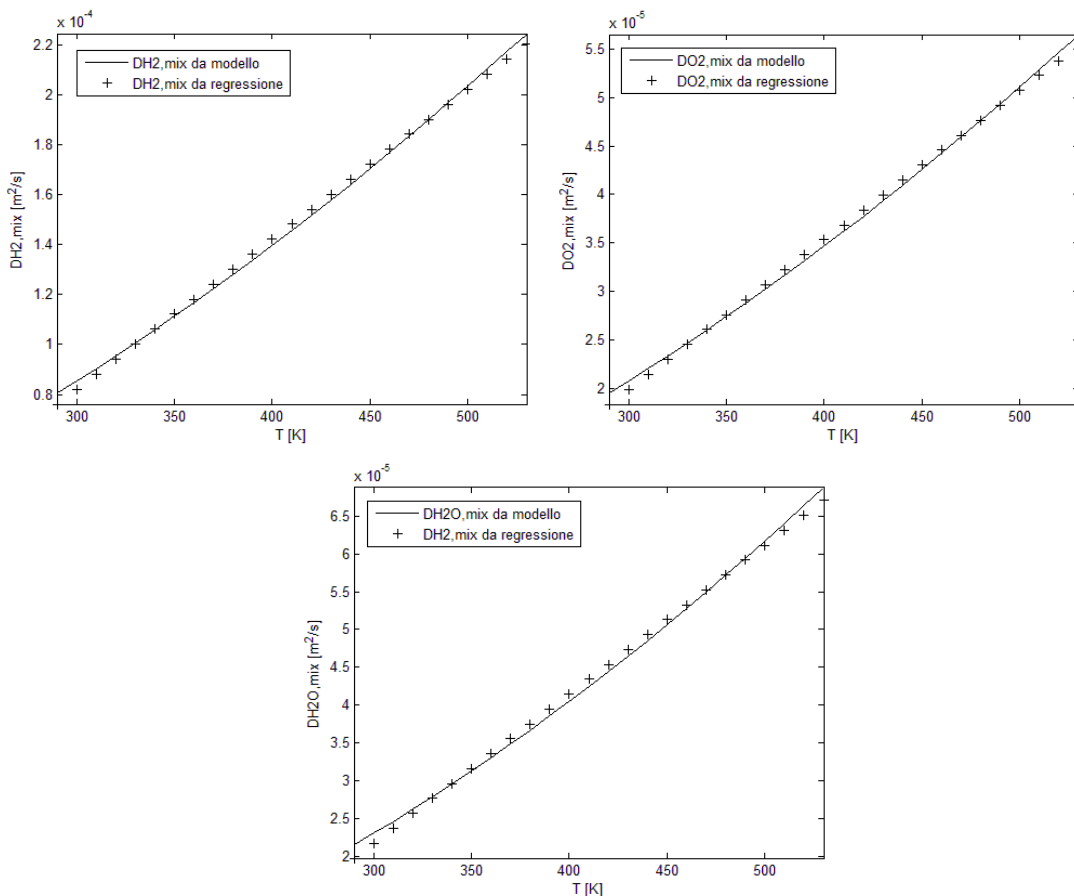 x 10-4
2.2
2
1.8
1.6
1.4
1.2
1
0.8
DH2,mix [m2/s]
DH2,mix da modello
DH2,mix da regressione
300 350 400 450 500
T [K]
x 10-5
5.5
5
4.5
4
3.5
3
2.5
2
DO2,mix [m2/s]
DO2,mix da modello
DO2,mix da regressione
300 350 400 450 500
T [K]
x 10-5
6.5
6
5.5
5
4.5
4
3.5
3
2.5
2
DH2O,mix [m2/s]
DH2O,mix da modello
DH2,mix da regressione
300 350 400 450 500
T [K]